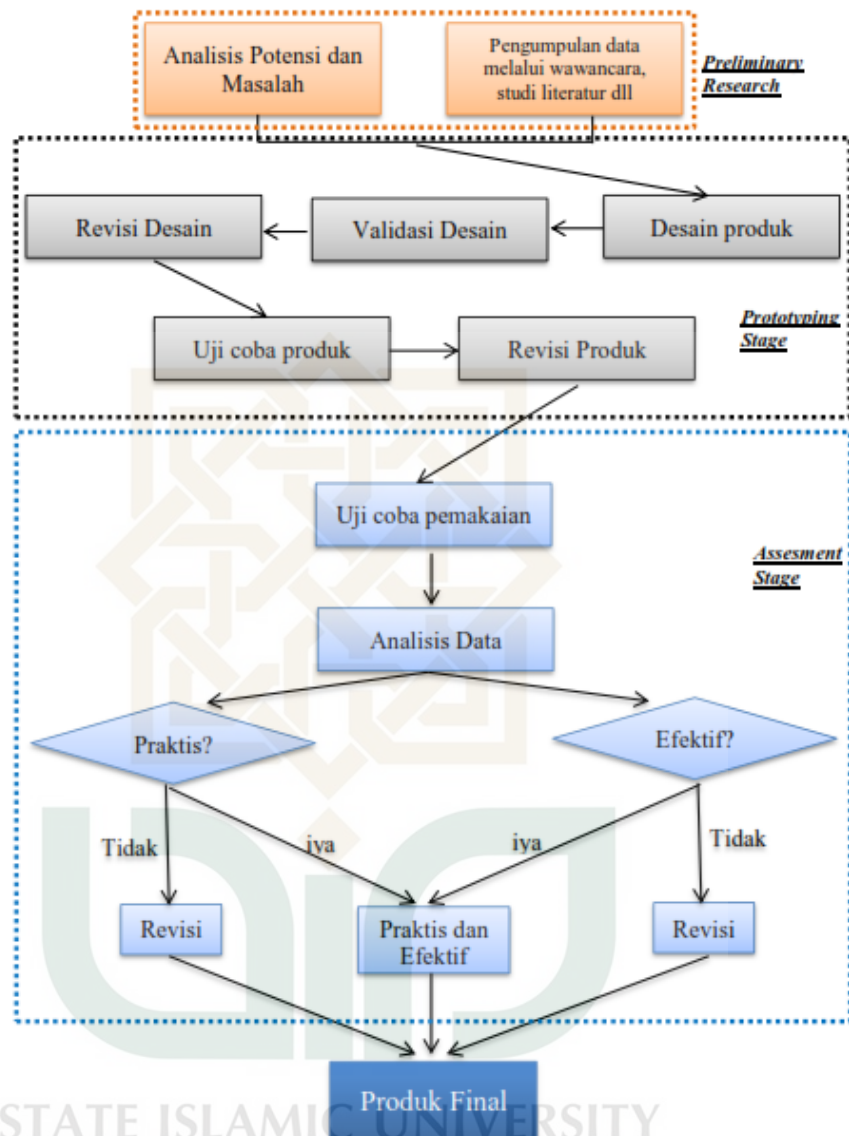 Analisis Potensi dan
Masalah
Pengumpulan data
melalui wawancara,
studi literatur dll
Preliminary
Research
Revisi Desain
Validasi Desain
Desain produk
Uji coba produk
Revisi Produk
Prototyping
Stage
Uji coba pemakaian
Assesment
Stage
Analisis Data
Praktis?
Efektif?
Tidak
iya
iya
Tidak
Revisi
Praktis dan
Efektif
Revisi
Produk Final
STATE ISLAMIC UNIVERSITY